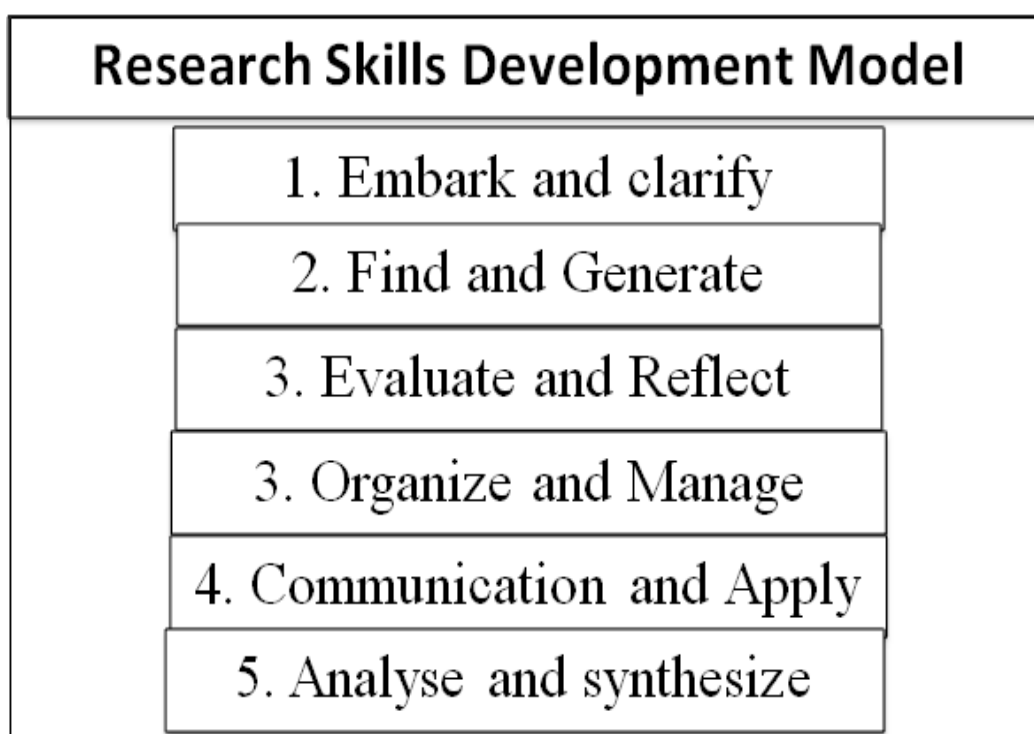 Research Skills Development Model
1. Embark and clarify
2. Find and Generate
3. Evaluate and Reflect
3. Organize and Manage
4. Communication and Apply
5. Analyse and synthesize